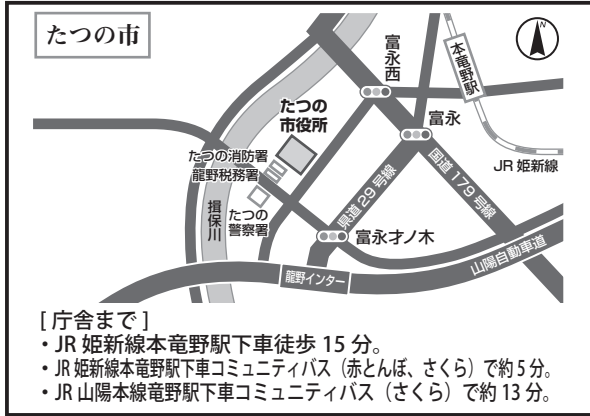 たつの市
N
本竜野駅
富永西
たつの
市役所
富永
たつの消防署
龍野税務署
JR 姫新線
国道 179 号線
県道 29 号線
揖保川
たつの
警察署
富永才ノ木
山陽自動車道
龍野インター
[ 庁舎まで ]
・JR 姫新線本竜野駅下車徒歩 15 分。
・JR 姫新線本竜野駅下車コミュニティバス（赤とんぼ、さくら）で約 5 分。
・JR 山陽本線竜野駅下車コミュニティバス（さくら）で約 13 分。